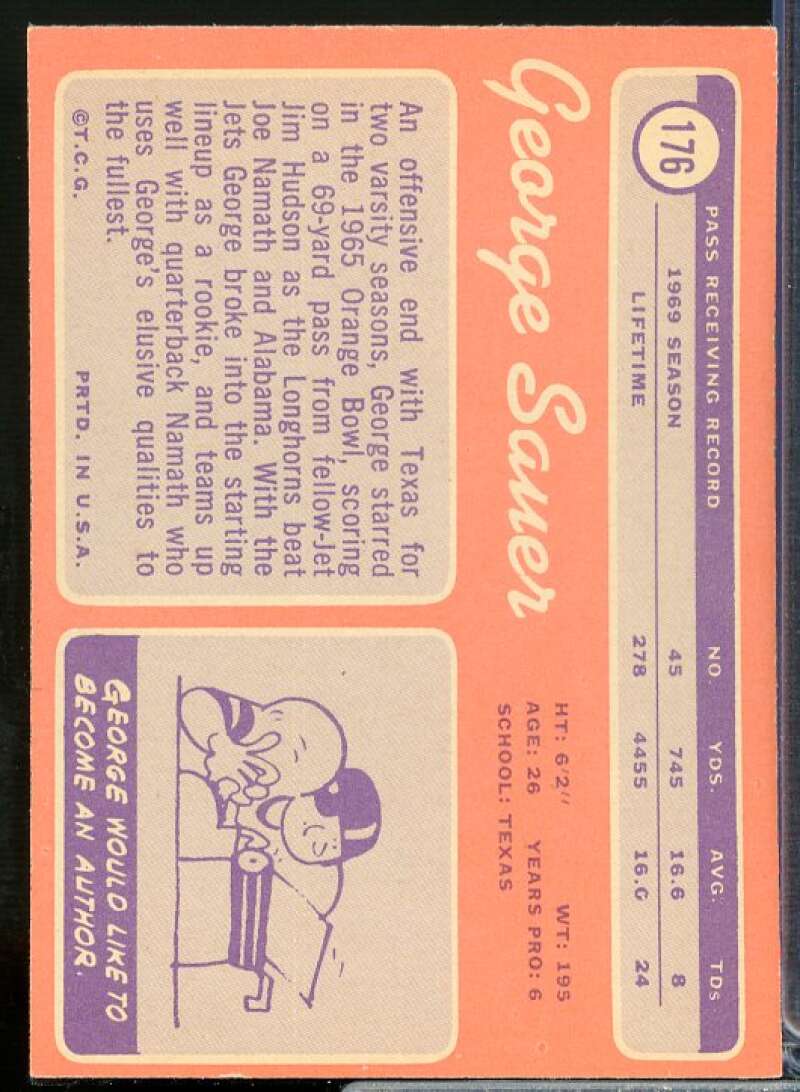 176
PASS RECEIVING RECORD NO. YDS. AVG. TDs
1969 SEASON 45 745 16.6 8
LIFETIME 278 4455 16.0 24
George Sauer
HT: 6'2" WT: 195
AGE: 26 YEARS PRO: 6
SCHOOL: TEXAS
An offensive end with Texas for
two varsity seasons, George starred
in the 1965 Orange Bowl, scoring
on a 69-yard pass from fellow-Jet
Jim Hudson as the Longhorns beat
Joe Namath and Alabama. With the
Jets George broke into the starting
lineup as a rookie, and teams up
well with quarterback Namath who
uses George's elusive qualities to
the fullest.
©T.C.G. PRTD. IN U.S.A.
GEORGE WOULD LIKE TO
BECOME AN AUTHOR.